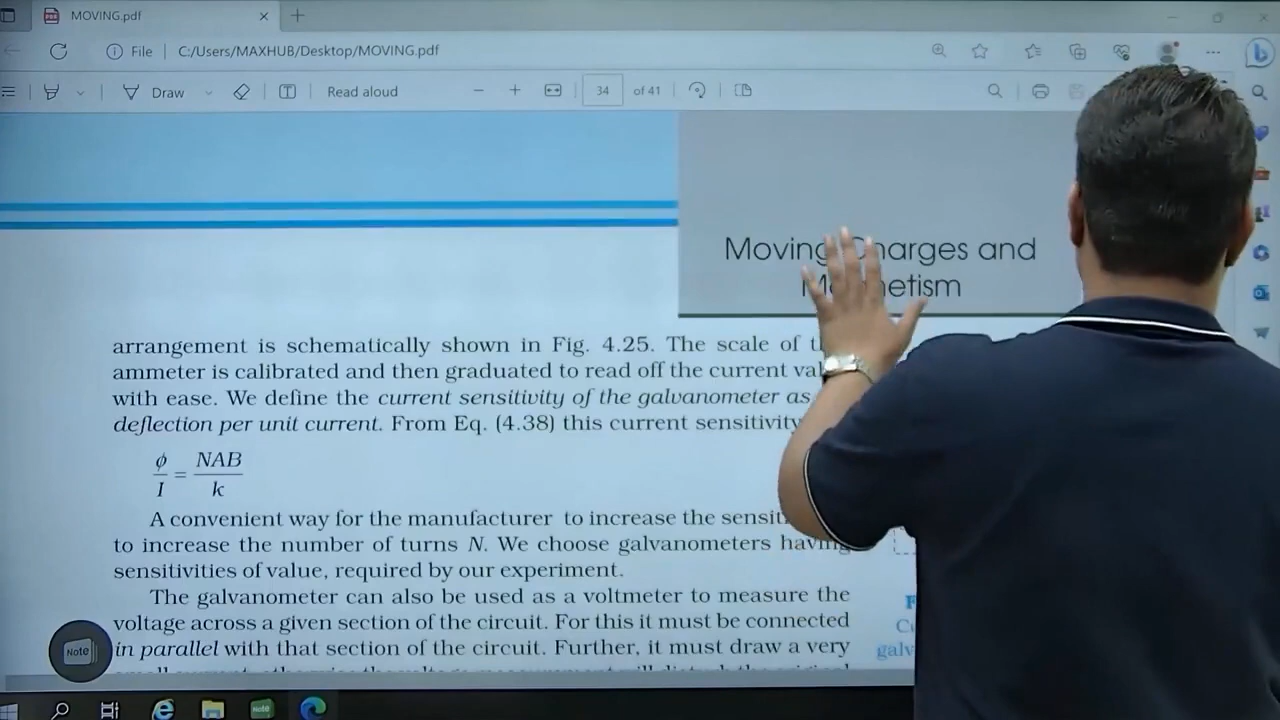 MOVING.pdf
File | C:/Users/MAXHUB/Desktop/MOVING.pdf
Draw
Read aloud
34 of 41
Moving Charges and
Magnetism
arrangement is schematically shown in Fig. 4.25. The scale of
ammeter is calibrated and then graduated to read off the current
with ease. We define the current sensitivity of the galvanometer as
deflection per unit current. From Eq. (4.38) this current sensitivity
ϕ/I = NAB/k
A convenient way for the manufacturer to increase the
to increase the number of turns N. We choose galvanometers having
sensitivities of value, required by our experiment.
The galvanometer can also be used as a voltmeter to measure the
voltage across a given section of the circuit. For this it must be connected
in parallel with that section of the circuit. Further, it must draw a very
Note
Note